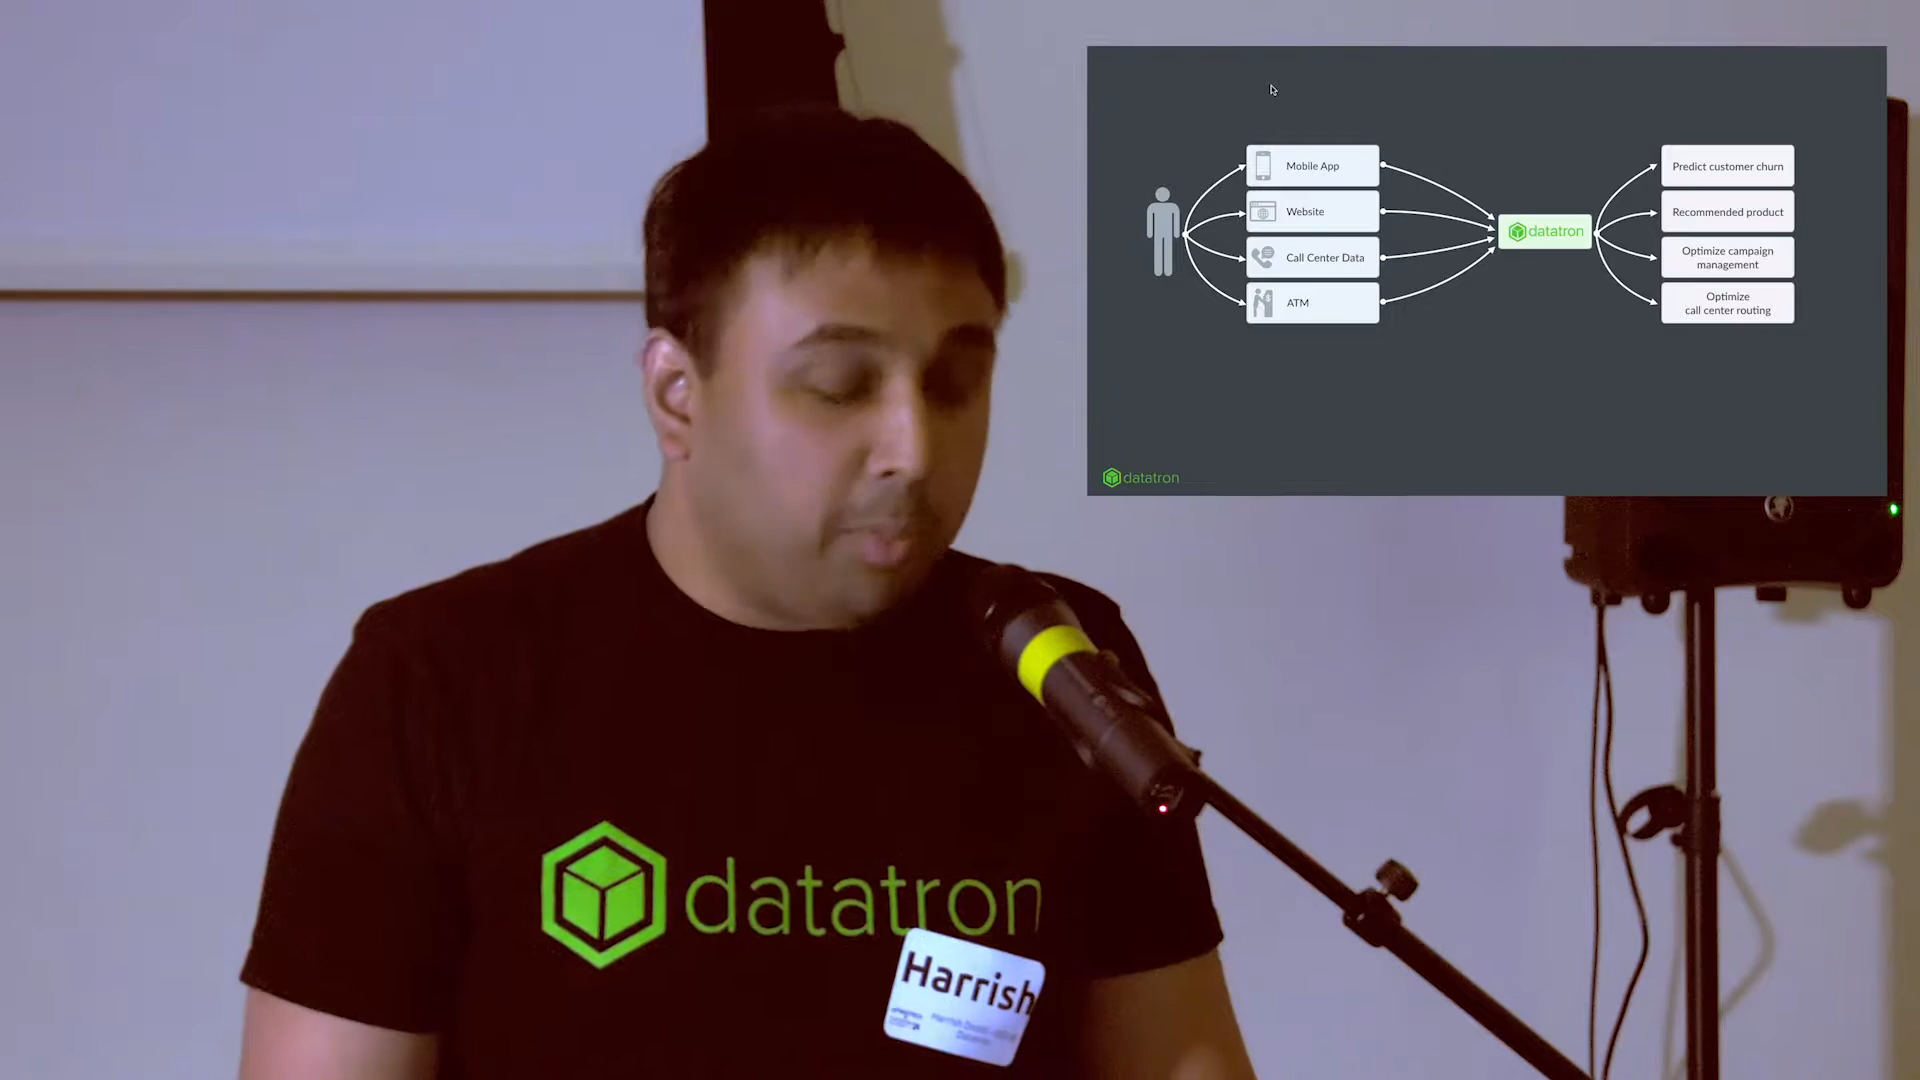 Mobile App
Website
Call Center Data
ATM
datatron
Predict customer churn
Recommended product
Optimize campaign
management
Optimize
call center routing
datatron
datatron
Harrish